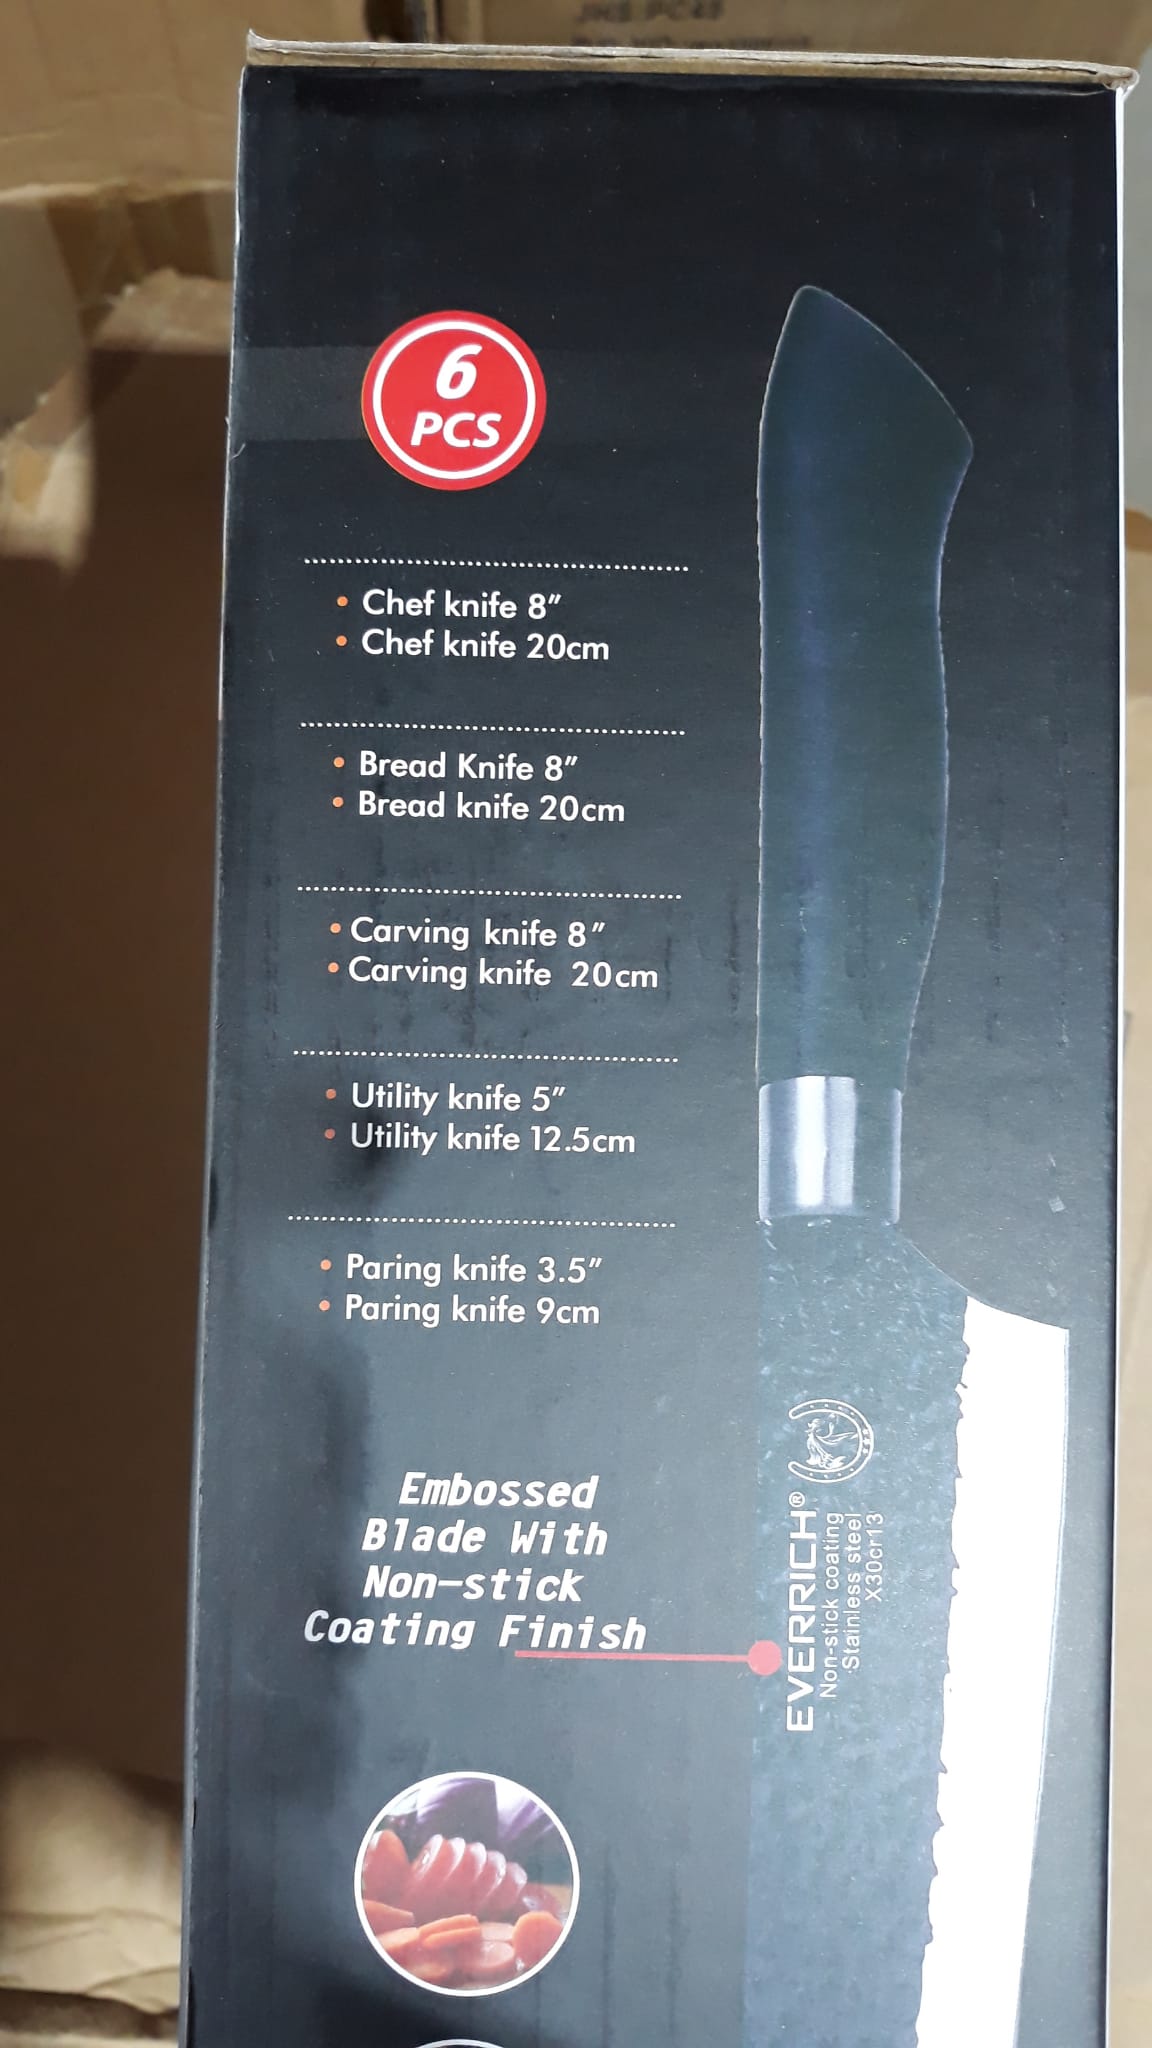 6
PCS
• Chef knife 8”
• Chef knife 20cm
• Bread Knife 8”
• Bread knife 20cm
• Carving knife 8”
• Carving knife 20cm
• Utility knife 5”
• Utility knife 12.5cm
• Paring knife 3.5”
• Paring knife 9cm
Embossed
Blade With
Non-stick
Coating Finish
EVERRICH®
Non-stick coating
Stainless steel
X30cr13